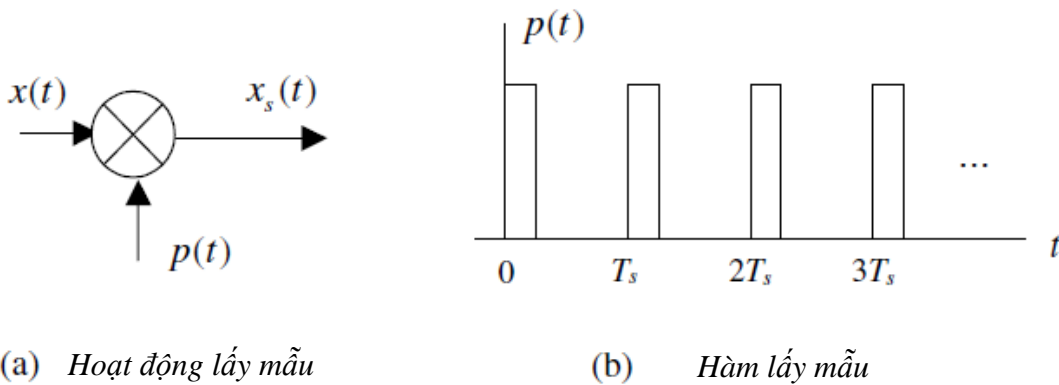 p(t)
x(t) x_s(t)
...
p(t)
t
0 T_s 2T_s 3T_s
(a) Hoạt động lấy mẫu (b) Hàm lấy mẫu